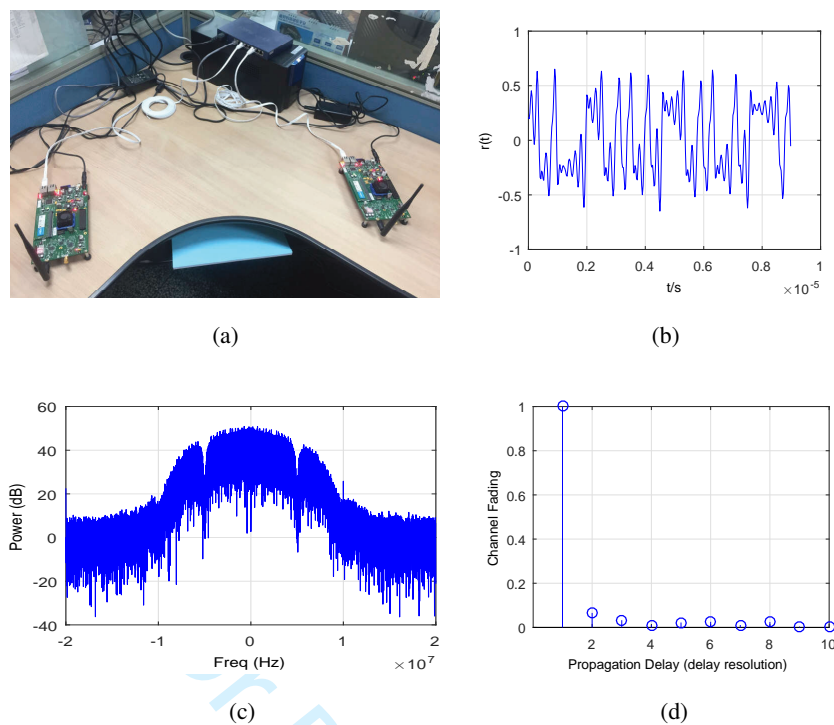 1
0.5
0
-0.5
-1
r(t)
0 0.2 0.4 0.6 0.8 1
t/s
×10^-5
(a)
(b)
60
40
20
0
-20
-40
Power (dB)
-2 -1 0 1 2
Freq (Hz)
×10^7
1
0.8
0.6
0.4
0.2
0
Channel Fading
2 4 6 8 10
Propagation Delay (delay resolution)
(c)
(d)